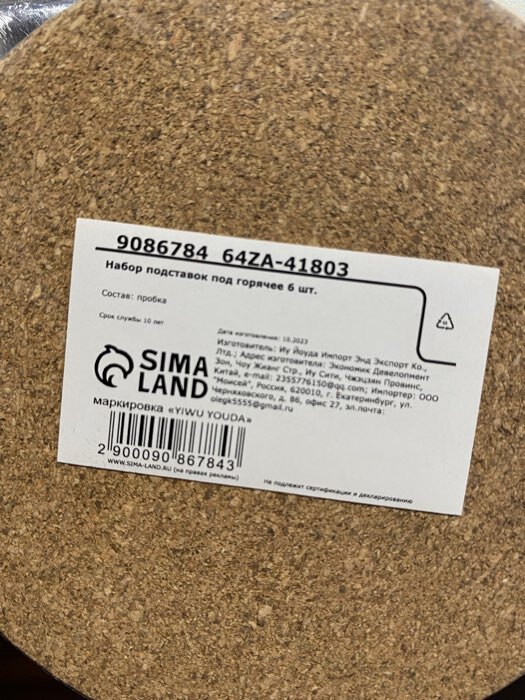 9086784 64ZA-41803
Набор подставок под горячее 6 шт.
Состав: пробка
Срок службы 10 лет
Дата изготовления: 10.2023
Изготовитель: Иу Йоуда Импорт Энд Экспорт Ко.,
Лтд.; Адрес изготовителя: Экономик Девелопмент
Зон, Чоу Жианг Стр., Иу Сити, Чжэцзян Провинс,
Китай, e-mail: 2355776150@qq.com; Импортер: ООО
"Моисей", Россия, 620010, г. Екатеринбург, ул.
Черняховского, д. 86, офис 27, эл.почта:
olegk5555@gmail.ru
SIMA
LAND
маркировка «YIWU YOUDA»
2 900090 867843
WWW.SIMA-LAND.RU (на правах рекламы)
Не подлежит сертификации и декларированию